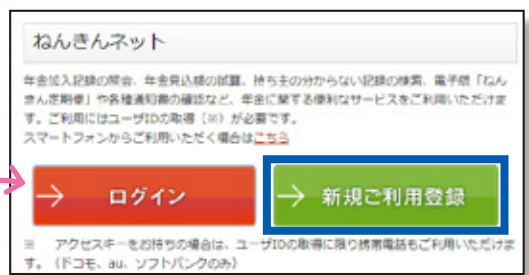 ねんきんネット
年金加入記録の照会、年金見込額の試算、持ち主の分からない記録の検索、電子版「ねん
きん定期便」や各種通知書の確認など、年金に関する便利なサービスをご利用いただけま
す。ご利用にはユーザIDの取得（※）が必要です。
スマートフォンからご利用いただく場合はこちら
→ ログイン → 新規ご利用登録
※ アクセスキーをお持ちの場合は、ユーザIDの取得に限り携帯電話もご利用いただけま
す。（ドコモ、au、ソフトバンクのみ）